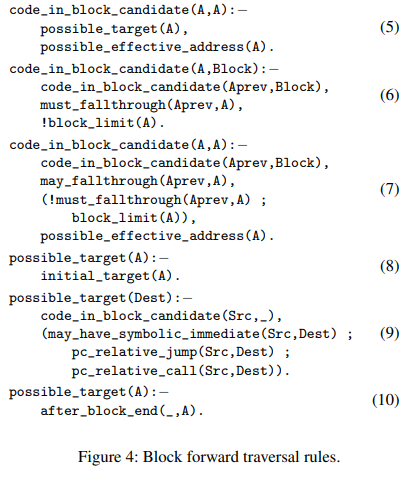 code_in_block_candidate(A,A):−
possible_target(A),
possible_effective_address(A).
(5)
code_in_block_candidate(A,Block):−
code_in_block_candidate(Aprev,Block),
must_fallthrough(Aprev,A),
!block_limit(A).
(6)
code_in_block_candidate(A,A):−
code_in_block_candidate(Aprev,Block),
may_fallthrough(Aprev,A),
(!must_fallthrough(Aprev,A) ;
block_limit(A)),
possible_effective_address(A).
(7)
possible_target(A):−
initial_target(A).
(8)
possible_target(Dest):−
code_in_block_candidate(Src,_),
(may_have_symbolic_immediate(Src,Dest) ;
pc_relative_jump(Src,Dest) ;
pc_relative_call(Src,Dest)).
(9)
possible_target(A):−
after_block_end(_,A).
(10)
Figure 4: Block forward traversal rules.